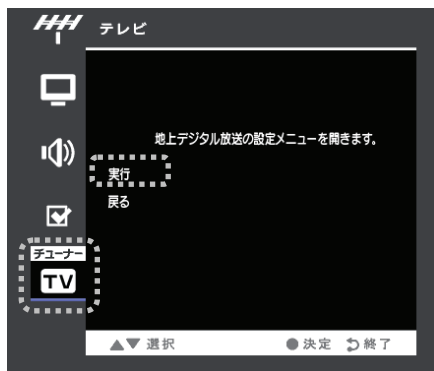 テレビ
地上デジタル放送の設定メニューを開きます。
実行
戻る
チューナー
TV
▲▼ 選択 ●決定 ⮌終了